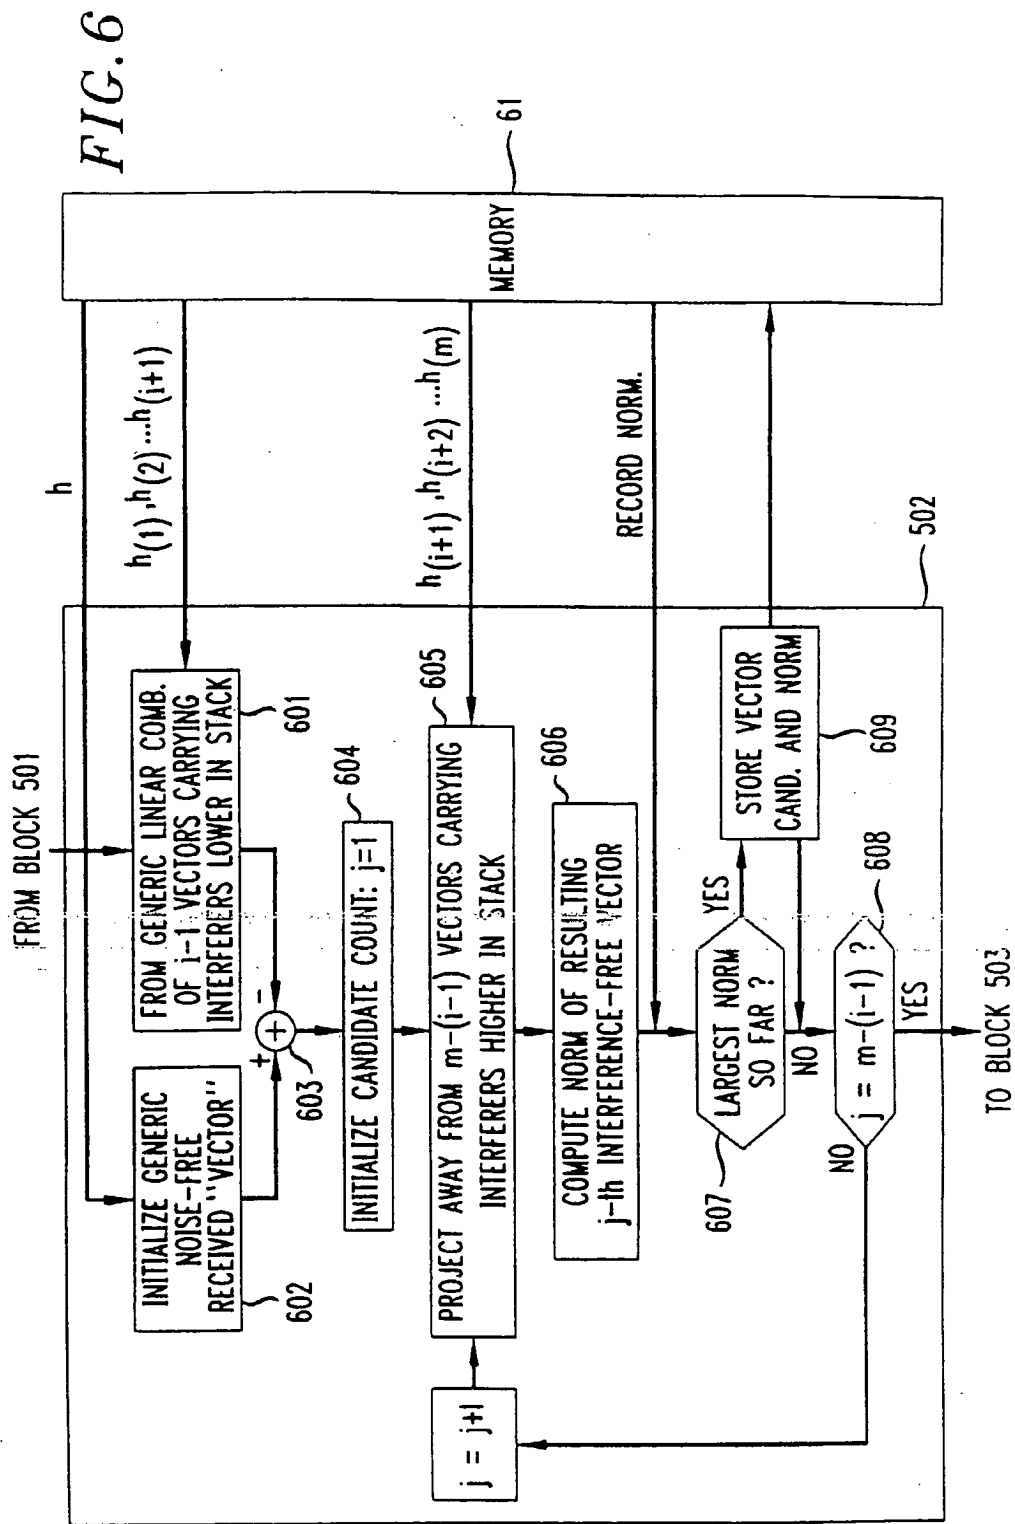 FIG. 6
FROM BLOCK 501
h
h(1), h(2) ...h(i+1)
h(i+1), h(i+2) ...h(m)
RECORD NORM.
MEMORY
61
502
INITIALIZE GENERIC
NOISE-FREE
RECEIVED "VECTOR"
602
FROM GENERIC LINEAR COMB.
OF i-1 VECTORS CARRYING
INTERFERERS LOWER IN STACK
601
+
-
+
603
INITIALIZE CANDIDATE COUNT: j=1
604
PROJECT AWAY FROM m-(i-1) VECTORS CARRYING
INTERFERERS HIGHER IN STACK
605
j = j+1
COMPUTE NORM OF RESULTING
j-th INTERFERENCE-FREE VECTOR
606
LARGEST NORM
SO FAR ?
607
YES
NO
STORE VECTOR
CAND. AND NORM
609
j = m-(i-1) ?
608
NO
YES
TO BLOCK 503